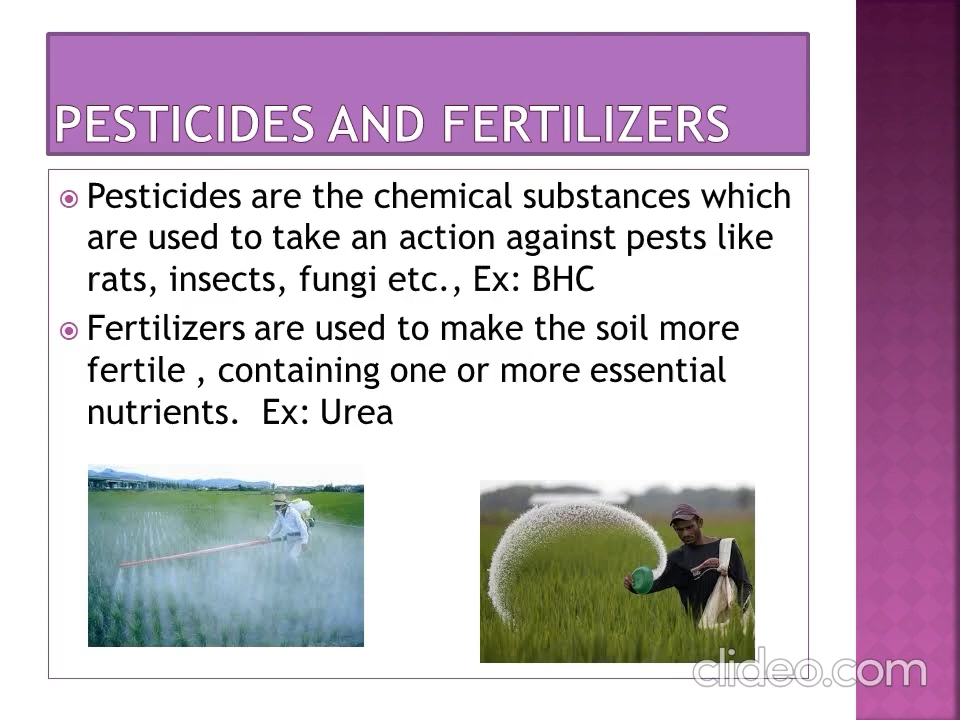 PESTICIDES AND FERTILIZERS
Pesticides are the chemical substances which
are used to take an action against pests like
rats, insects, fungi etc., Ex: BHC
Fertilizers are used to make the soil more
fertile , containing one or more essential
nutrients.  Ex: Urea
clideo.com